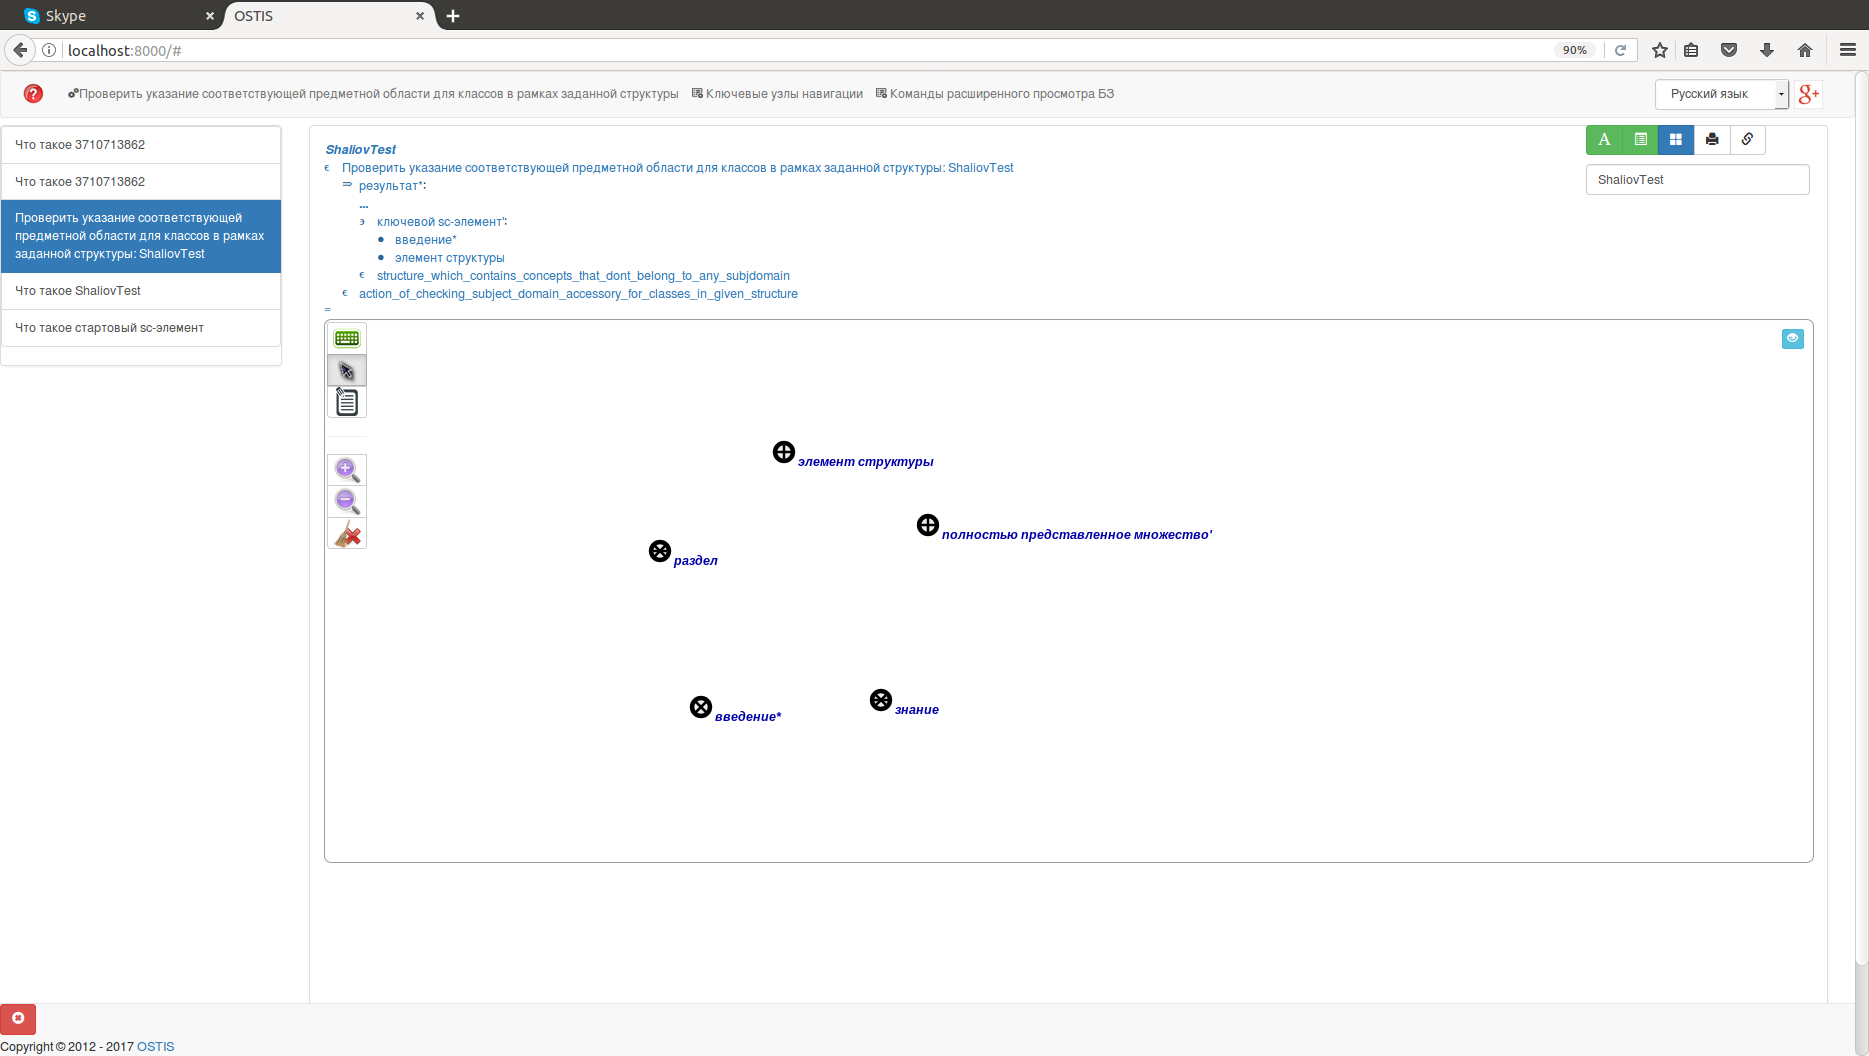 Skype
OSTIS
localhost:8000/#
90%
Проверить указание соответствующей предметной области для классов в рамках заданной структуры
Ключевые узлы навигации
Команды расширенного просмотра БЗ
Русский язык
g+
Что такое 3710713862
Что такое 3710713862
Проверить указание соответствующей
предметной области для классов в рамках
заданной структуры: ShaliovTest
Что такое ShaliovTest
Что такое стартовый sc-элемент
A
ShaliovTest
ShaliovTest
є Проверить указание соответствующей предметной области для классов в рамках заданной структуры: ShaliovTest
⇒ результат*:
...
э ключевой sc-элемент':
● введение*
● элемент структуры
є structure_which_contains_concepts_that_dont_belong_to_any_subjdomain
є action_of_checking_subject_domain_accessory_for_classes_in_given_structure
=
элемент структуры
полностью представленное множество'
раздел
введение*
знание
Copyright © 2012 - 2017 OSTIS